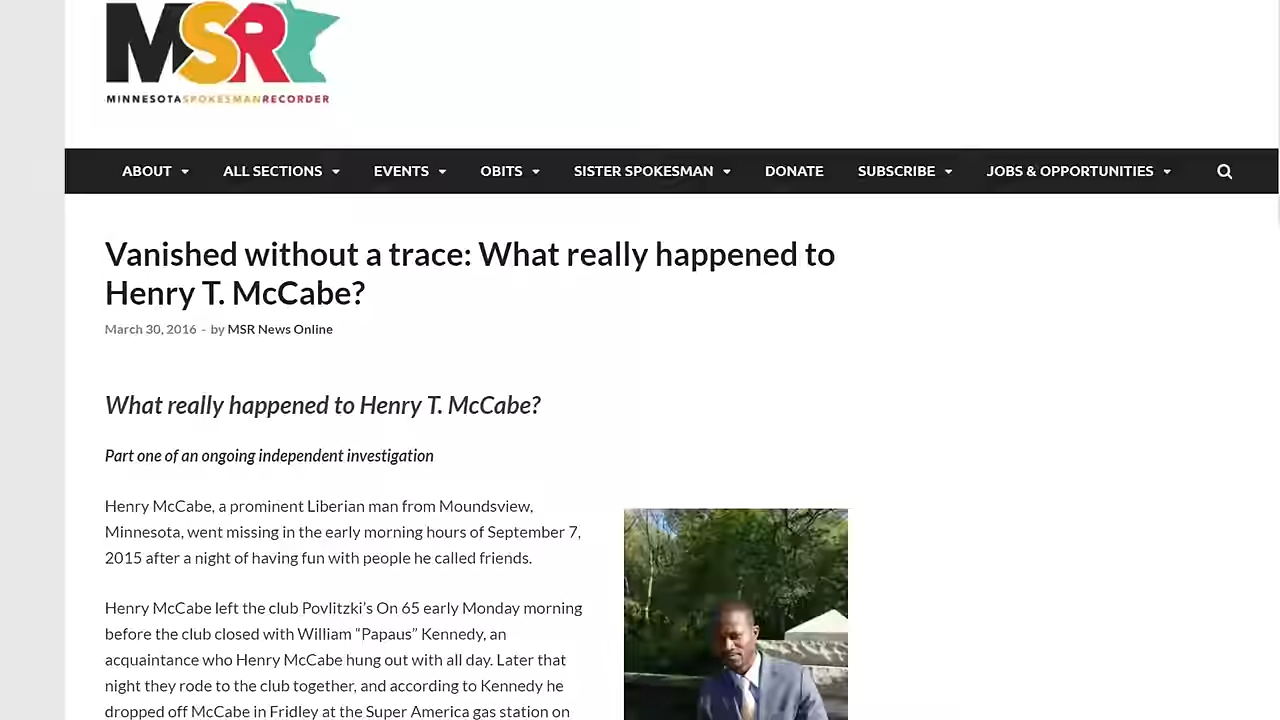 MSR
MINNESOTASPOKESMANRECORDER
ABOUT ALL SECTIONS EVENTS OBITS SISTER SPOKESMAN DONATE SUBSCRIBE JOBS & OPPORTUNITIES
Vanished without a trace: What really happened to
Henry T. McCabe?
March 30, 2016 - by MSR News Online
What really happened to Henry T. McCabe?
Part one of an ongoing independent investigation
Henry McCabe, a prominent Liberian man from Moundsview,
Minnesota, went missing in the early morning hours of September 7,
2015 after a night of having fun with people he called friends.
Henry McCabe left the club Povlitzki’s On 65 early Monday morning
before the club closed with William “Papaus” Kennedy, an
acquaintance who Henry McCabe hung out with all day. Later that
night they rode to the club together, and according to Kennedy he
dropped off McCabe in Fridley at the Super America gas station on